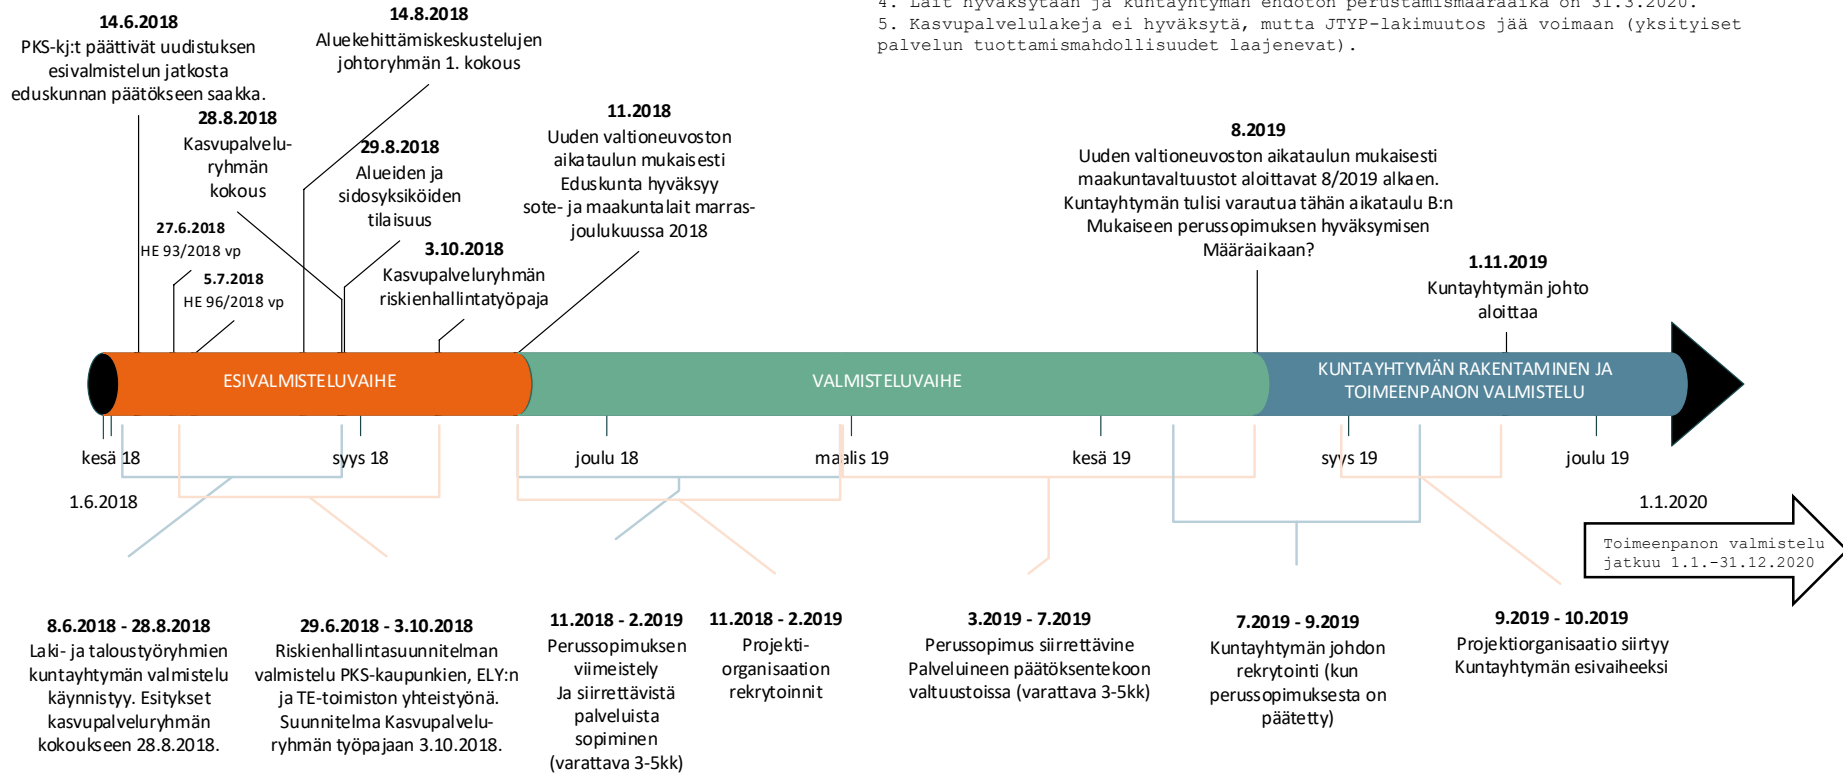 4. Lait hyväksytään ja kuntayhtymän ehdoton perustamismääräaika on 31.3.2020.
5. Kasvupalvelulakeja ei hyväksytä, mutta JTYP-lakimuutos jää voimaan (yksityiset
palvelun tuottamismahdollisuudet laajenevat).
14.6.2018
PKS-kj:t päättivät uudistuksen
esivalmistelun jatkosta
eduskunnan päätökseen saakka.
14.8.2018
Aluekehittämiskeskustelujen
johtoryhmän 1. kokous
28.8.2018
Kasvupalvelu-
ryhmän
kokous
29.8.2018
Alueiden ja
sidosyksiköiden
tilaisuus
27.6.2018
HE 93/2018 vp
5.7.2018
HE 96/2018 vp
3.10.2018
Kasvupalveluryhmän
riskienhallintatyöpaja
11.2018
Uuden valtioneuvoston
aikataulun mukaisesti
Eduskunta hyväksyy
sote- ja maakuntalait marras-
joulukuussa 2018
8.2019
Uuden valtioneuvoston aikataulun mukaisesti
maakuntavaltuustot aloittavat 8/2019 alkaen.
Kuntayhtymän tulisi varautua tähän aikataulu B:n
Mukaiseen perussopimuksen hyväksymisen
Määräaikaan?
1.11.2019
Kuntayhtymän johto
aloittaa
ESIVALMISTELUVAIHE
VALMISTELUVAIHE
KUNTAYHTYMÄN RAKENTAMINEN JA
TOIMEENPANON VALMISTELU
kesä 18
syys 18
joulu 18
maalis 19
kesä 19
syys 19
joulu 19
1.6.2018
1.1.2020
Toimeenpanon valmistelu
jatkuu 1.1.-31.12.2020
8.6.2018 - 28.8.2018
Laki- ja taloustyöryhmien
kuntayhtymän valmistelu
käynnistyy. Esitykset
kasvupalveluryhmän
kokoukseen 28.8.2018.
29.6.2018 - 3.10.2018
Riskienhallintasuunnitelman
valmistelu PKS-kaupunkien, ELY:n
ja TE-toimiston yhteistyönä.
Suunnitelma Kasvupalvelu-
ryhmän työpajaan 3.10.2018.
11.2018 - 2.2019
Perussopimuksen
viimeistely
Ja siirrettävistä
palveluista
sopiminen
(varattava 3-5kk)
11.2018 - 2.2019
Projekti-
organisaation
rekrytoinnit
3.2019 - 7.2019
Perussopimus siirrettävine
Palveluineen päätöksentekoon
valtuustoissa (varattava 3-5kk)
7.2019 - 9.2019
Kuntayhtymän johdon
rekrytointi (kun
perussopimuksesta on
päätetty)
9.2019 - 10.2019
Projektiorganisaatio siirtyy
Kuntayhtymän esivaiheeksi